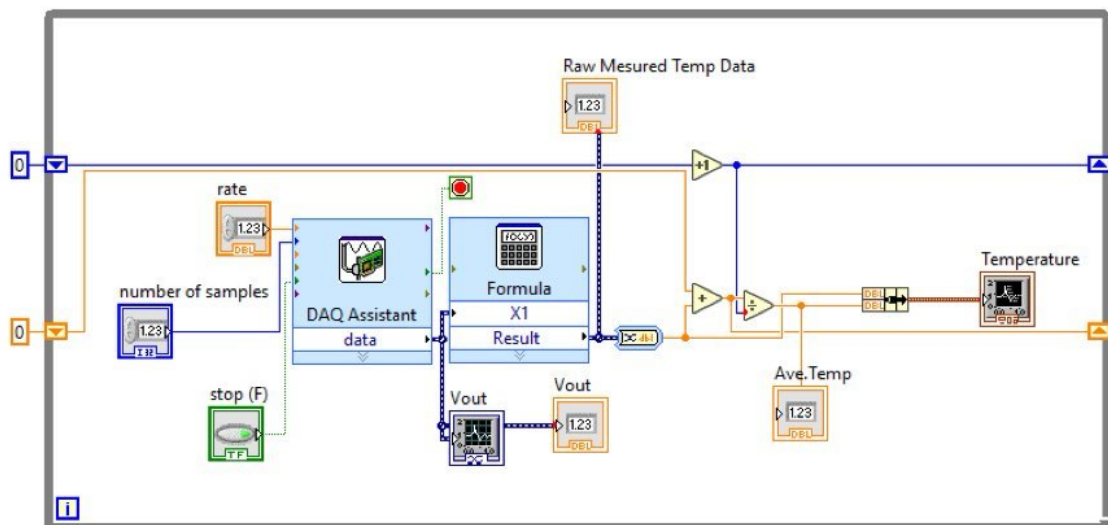 Raw Mesured Temp Data
1.23
DBL
0
+1
rate
1.23
DBL
f(x,y)
Temperature
number of samples
Formula
DAQ Assistant
X1
DBL
DBL
0
1.23
I32
data
Result
dbl
+
÷
stop (F)
Vout
Vout
Ave.Temp
1.23
DBL
1.23
DBL
TF
i